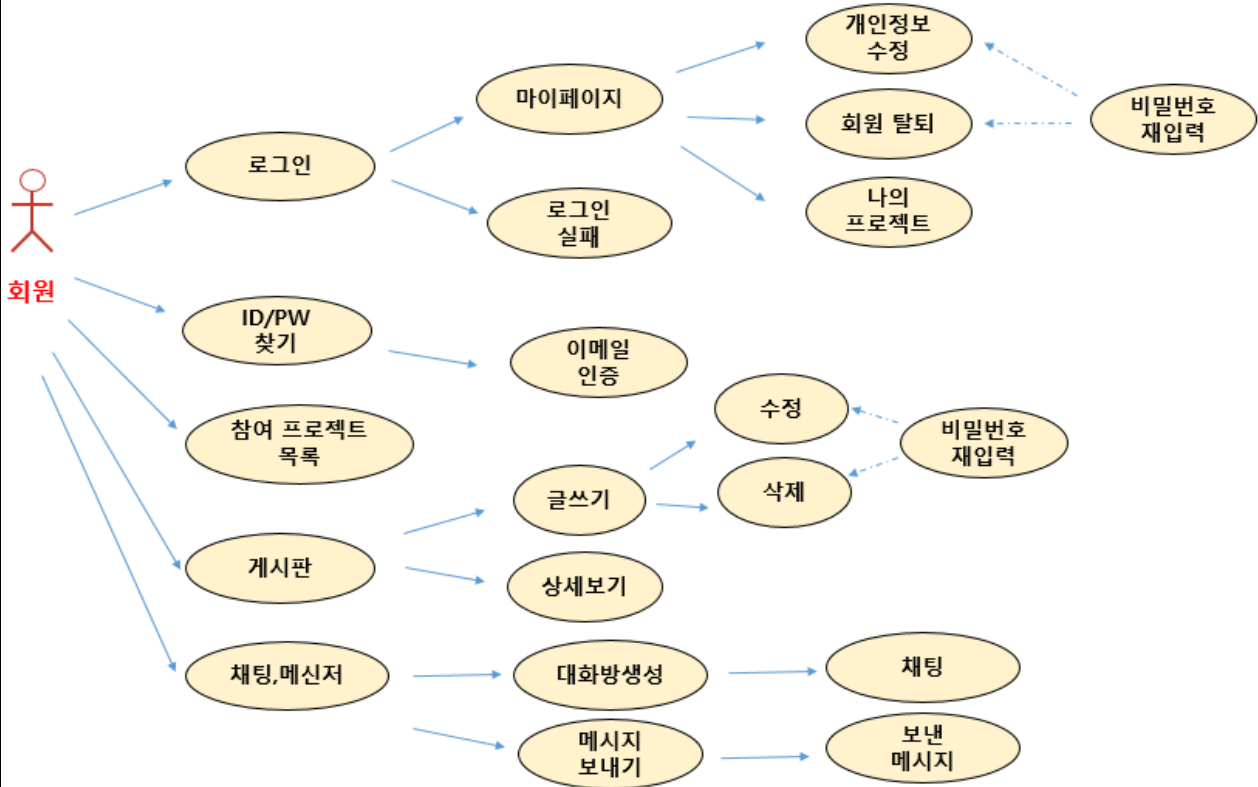 회원
로그인
마이페이지
개인정보
수정
회원 탈퇴
나의
프로젝트
비밀번호
재입력
로그인
실패
ID/PW
찾기
이메일
인증
참여 프로젝트
목록
게시판
글쓰기
수정
삭제
비밀번호
재입력
상세보기
채팅,메신저
대화방생성
채팅
메시지
보내기
보낸
메시지